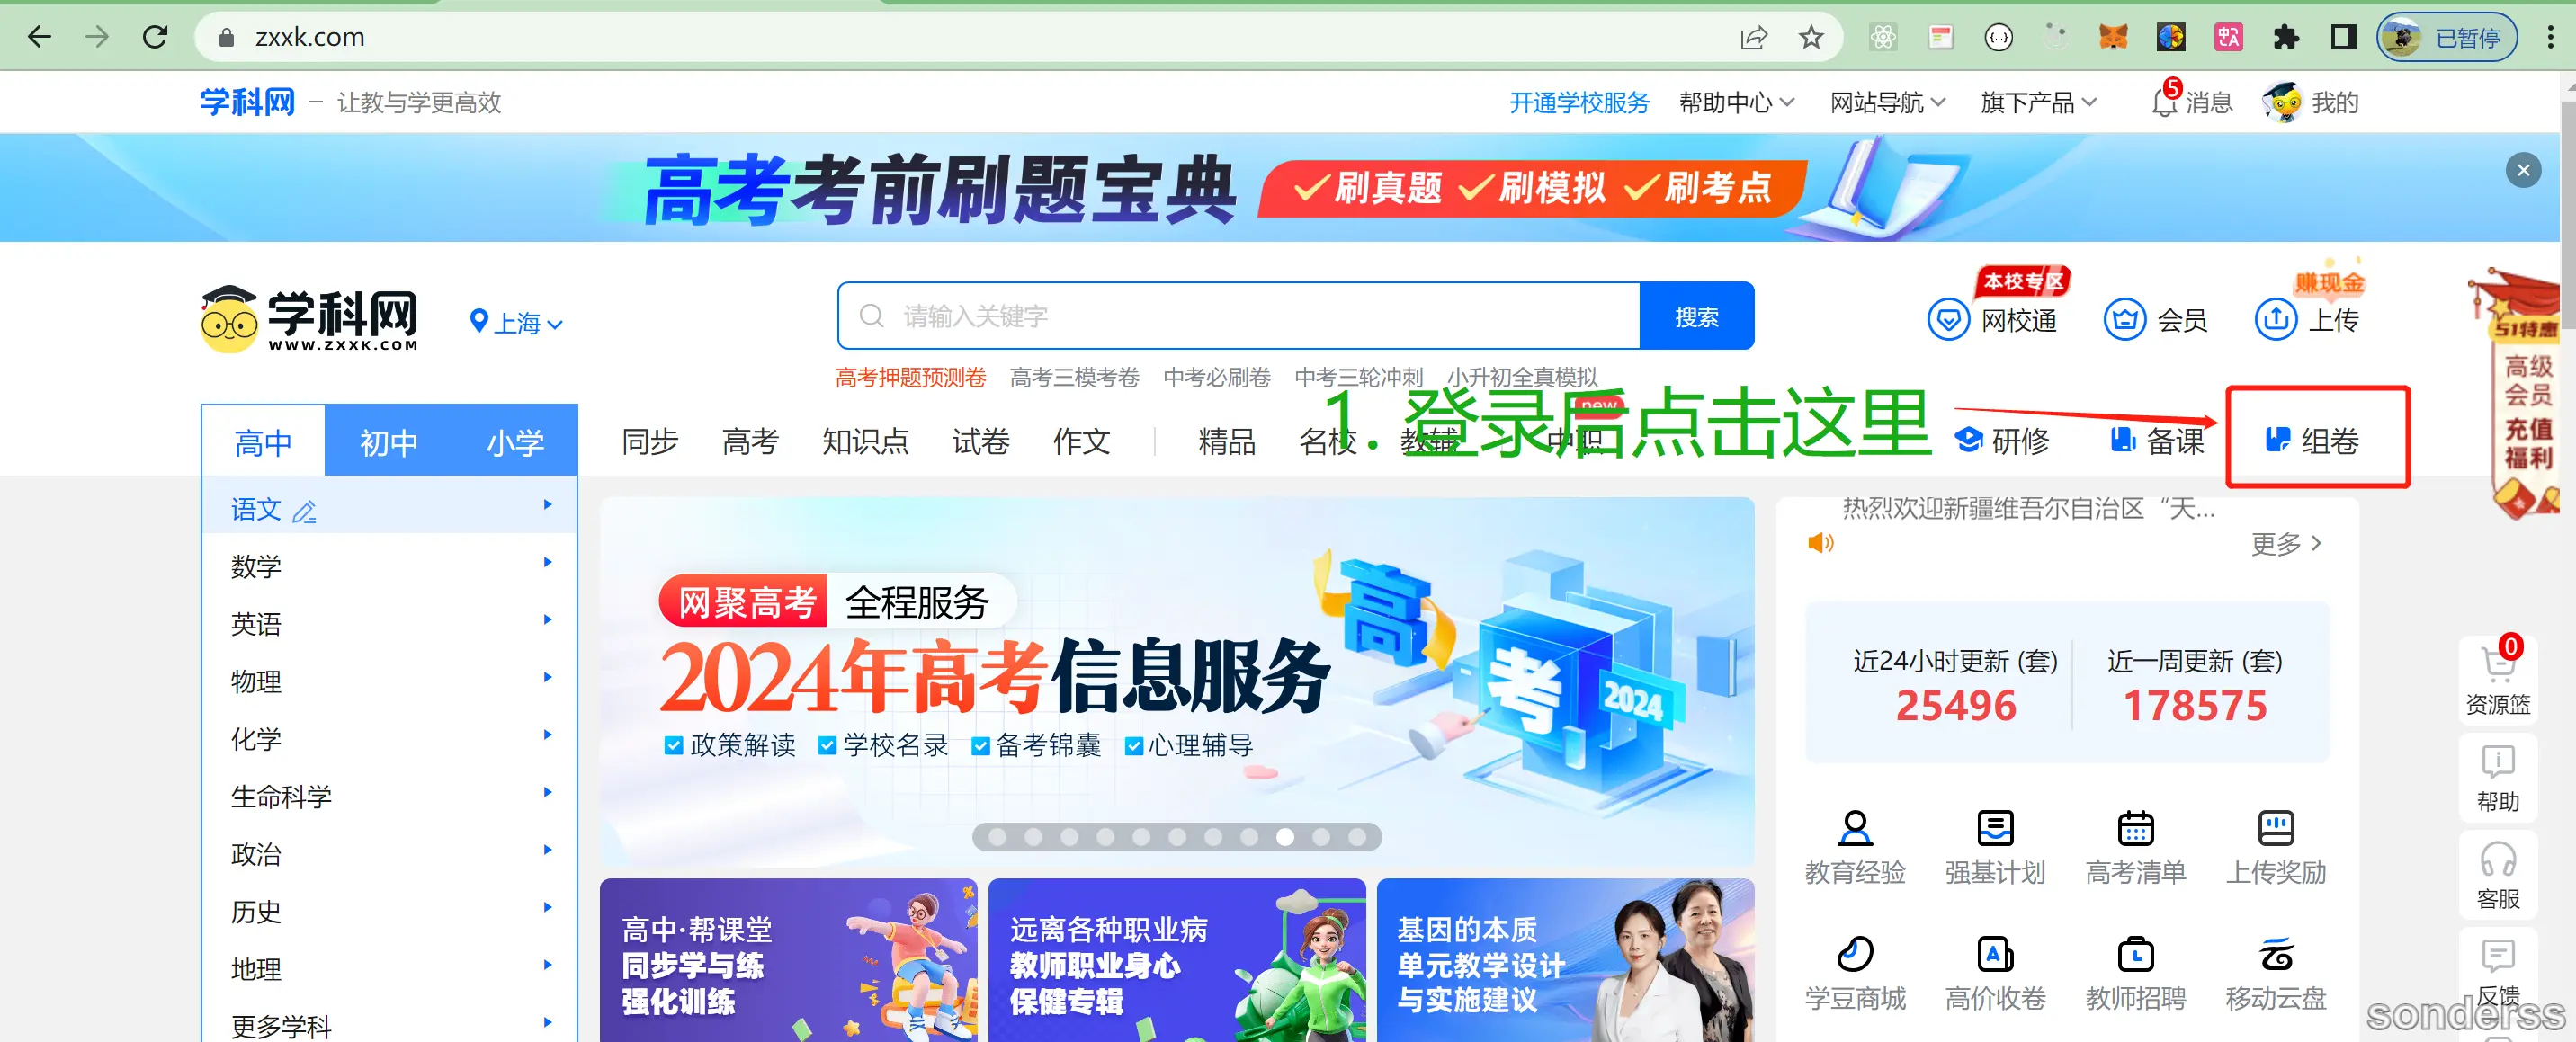 zxxk.com
已暂停
学科网 – 让教与学更高效
开通学校服务 帮助中心 网站导航 旗下产品 5 消息 我的
高考考前刷题宝典 刷真题 刷模拟 刷考点
学科网
WWW.ZXXK.COM
上海
请输入关键字 搜索
本校专区
网校通 会员
赚现金
上传
51特惠
高级
会员
充值
福利
高考押题预测卷 高考三模考卷 中考必刷卷 中考三轮冲刺 小升初全真模拟
new
1. 登录后点击这里
高中 初中 小学
同步 高考 知识点 试卷 作文 精品 名校 教辅 中职 研修 备课 组卷
语文
数学
英语
物理
化学
生命科学
政治
历史
地理
更多学科
网聚高考 全程服务
2024年高考信息服务
政策解读 学校名录 备考锦囊 心理辅导
高
考
2024
热烈欢迎新疆维吾尔自治区“天...
更多
近24小时更新 (套) 近一周更新 (套)
25496 178575
教育经验 强基计划 高考清单 上传奖励
学豆商城 高价收卷 教师招聘 移动云盘
高中·帮课堂
同步学与练
强化训练
远离各种职业病
教师职业身心
保健专辑
基因的本质
单元教学设计
与实施建议
0
资源篮
帮助
客服
反馈
sonderss